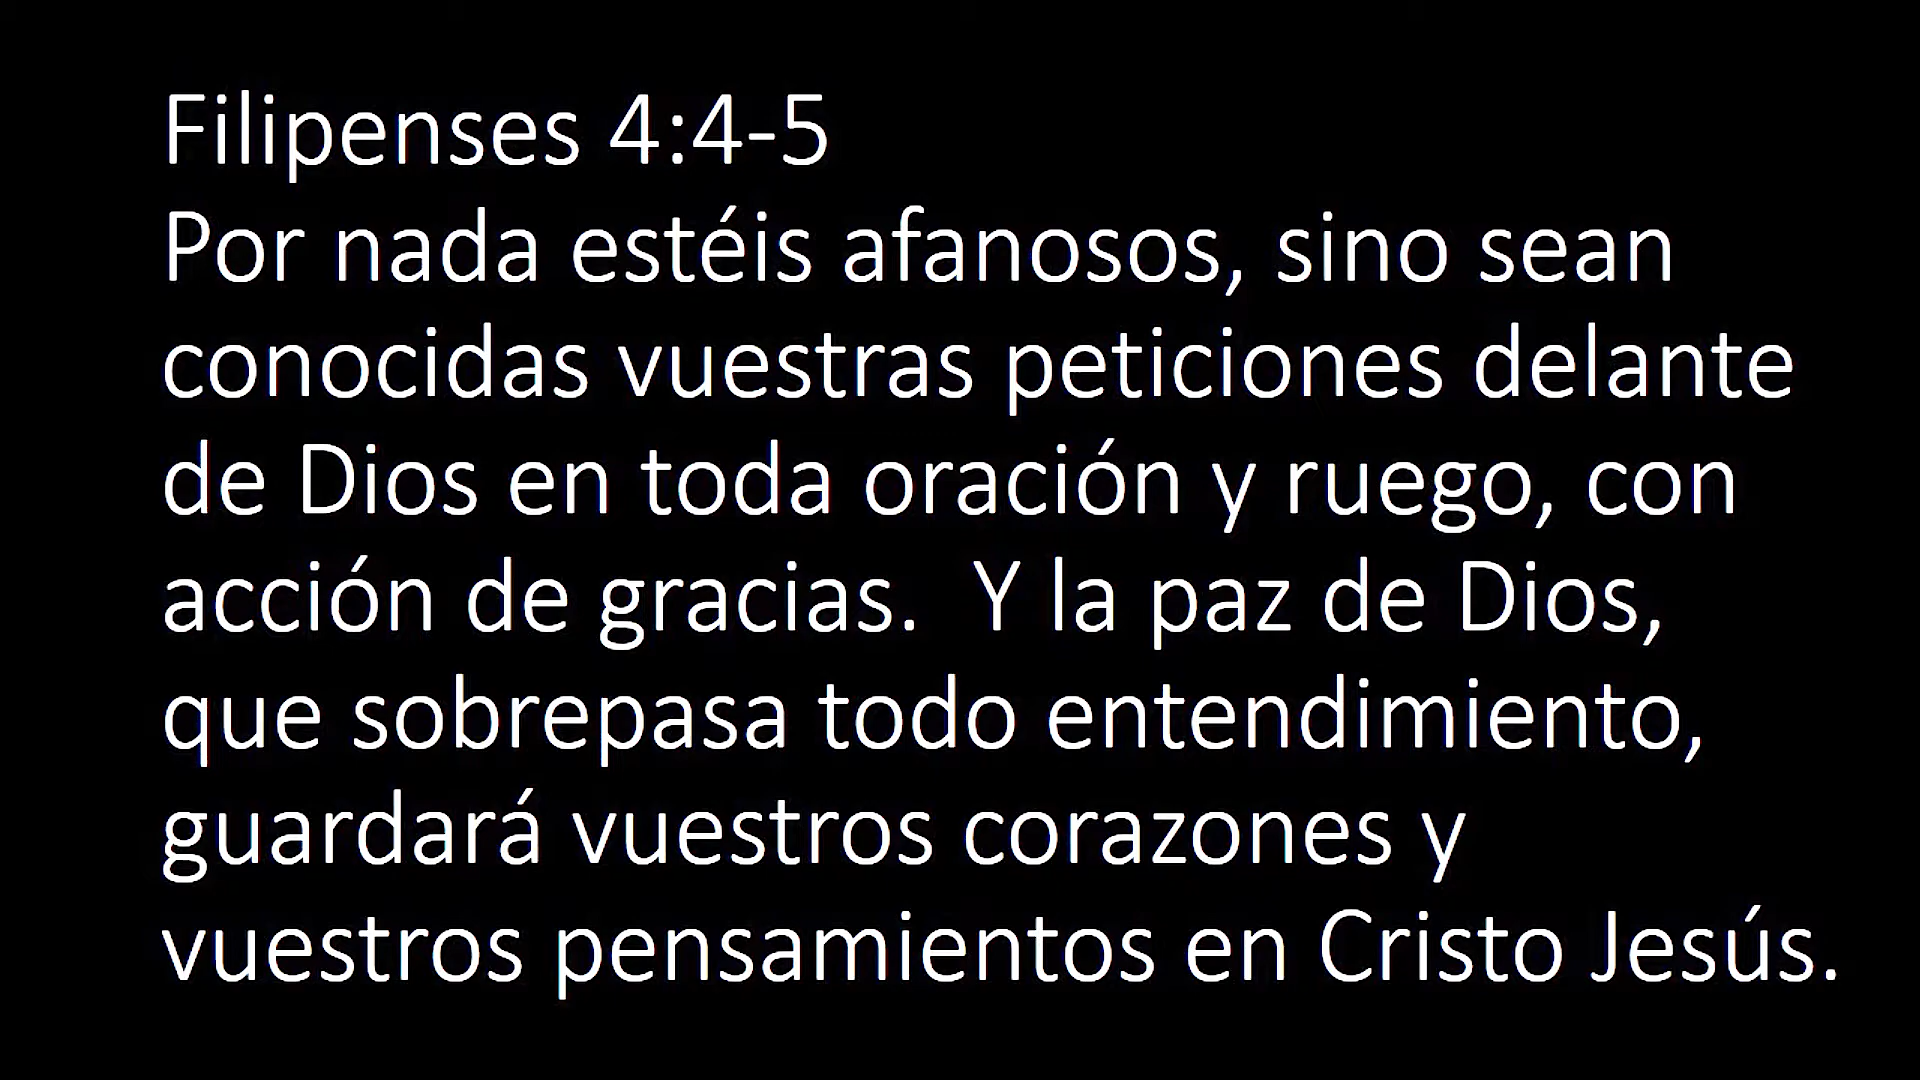 Filipenses 4:4-5
Por nada estéis afanosos, sino sean
conocidas vuestras peticiones delante
de Dios en toda oración y ruego, con
acción de gracias.  Y la paz de Dios,
que sobrepasa todo entendimiento,
guardará vuestros corazones y
vuestros pensamientos en Cristo Jesús.